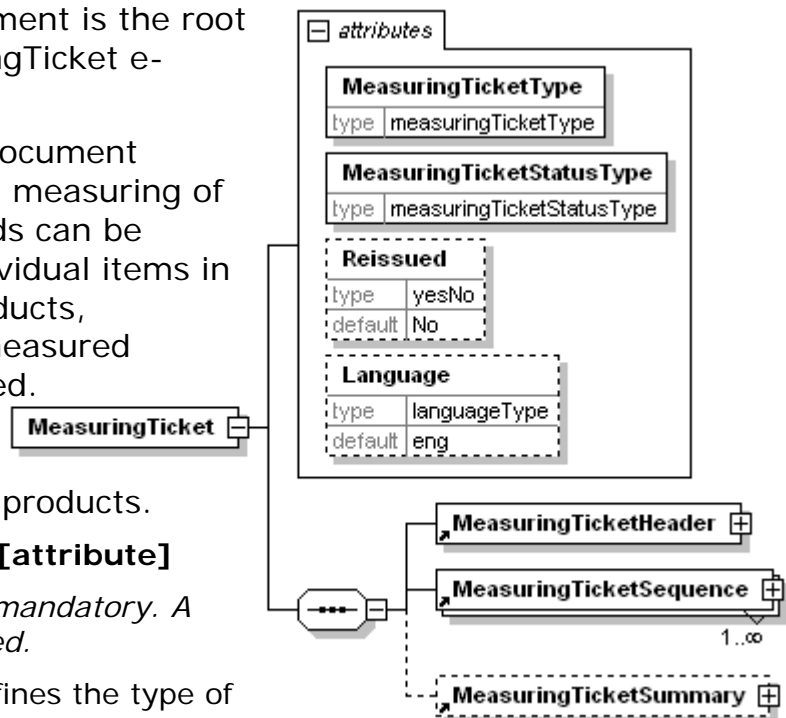 ment is the root
ngTicket e-
ocument
measuring of
ds can be
vidual items in
ducts,
measured
ed.
products.
[attribute]
mandatory. A
ed.
fines the type of
attributes
MeasuringTicketType
type measuringTicketType
MeasuringTicketStatusType
type measuringTicketStatusType
Reissued
type yesNo
default No
Language
type languageType
default eng
MeasuringTicket
MeasuringTicketHeader
MeasuringTicketSequence
1..∞
MeasuringTicketSummary